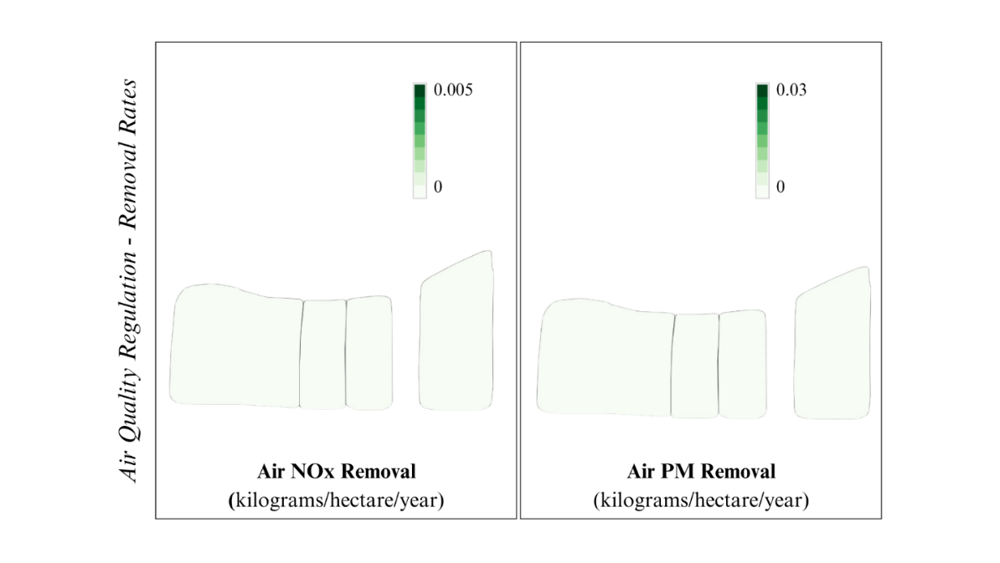 Air Quality Regulation - Removal Rates
0.005
0
Air NOx Removal
(kilograms/hectare/year)
0.03
0
Air PM Removal
(kilograms/hectare/year)